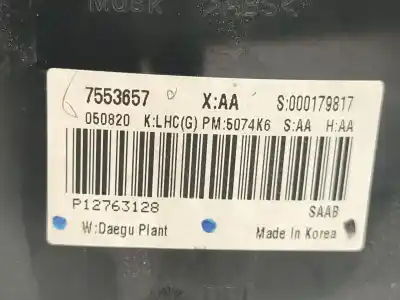 7553657 X:AA S:000179817
050820 K:LHC(G) PM:5074K6 S:AA H:AA
P12763128 SAAB
W:Daegu Plant Made In Korea